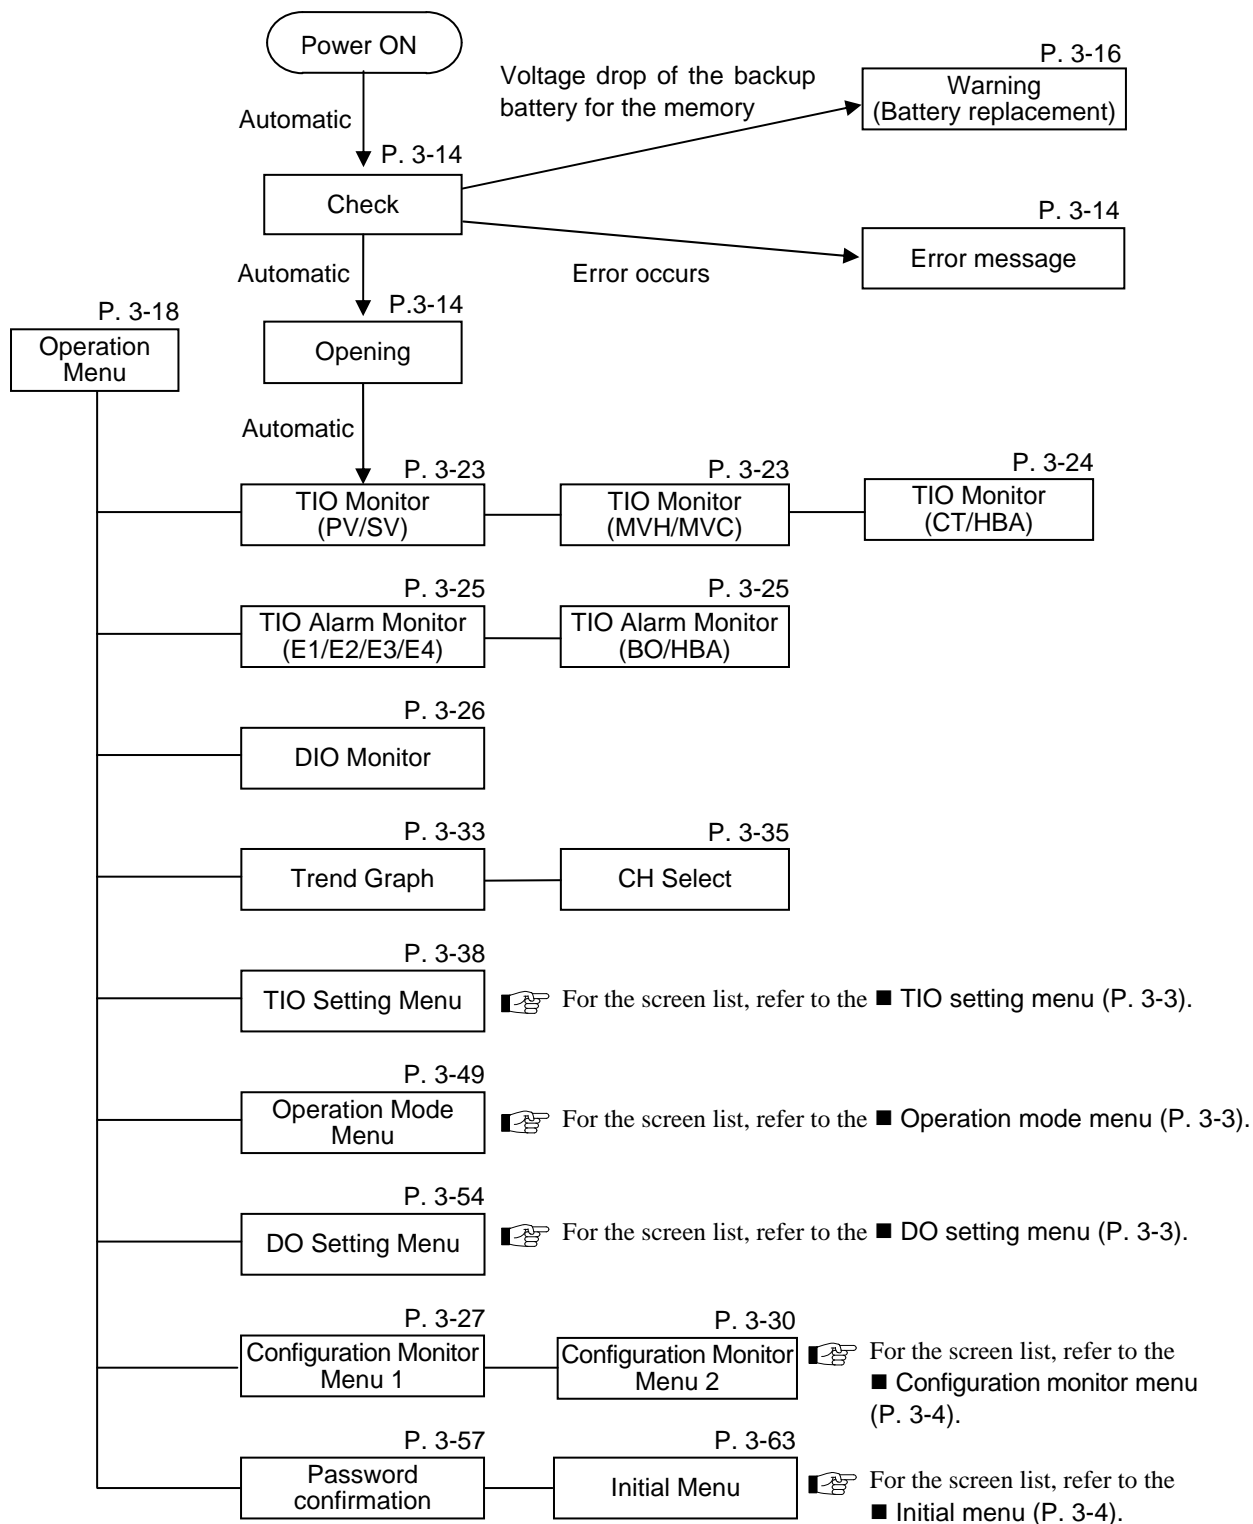 Power ON
P. 3-16
Voltage drop of the backup
battery for the memory
Warning
(Battery replacement)
Automatic
P. 3-14
Check
P. 3-14
Error message
Automatic
Error occurs
P. 3-18
P.3-14
Operation
Menu
Opening
Automatic
P. 3-23
P. 3-23
P. 3-24
TIO Monitor
(PV/SV)
TIO Monitor
(MVH/MVC)
TIO Monitor
(CT/HBA)
P. 3-25
P. 3-25
TIO Alarm Monitor
(E1/E2/E3/E4)
TIO Alarm Monitor
(BO/HBA)
P. 3-26
DIO Monitor
P. 3-33
P. 3-35
Trend Graph
CH Select
P. 3-38
TIO Setting Menu
For the screen list, refer to the ■ TIO setting menu (P. 3-3).
P. 3-49
Operation Mode
Menu
For the screen list, refer to the ■ Operation mode menu (P. 3-3).
P. 3-54
DO Setting Menu
For the screen list, refer to the ■ DO setting menu (P. 3-3).
P. 3-27
P. 3-30
Configuration Monitor
Menu 1
Configuration Monitor
Menu 2
For the screen list, refer to the
■ Configuration monitor menu
(P. 3-4).
P. 3-57
P. 3-63
Password
confirmation
Initial Menu
For the screen list, refer to the
■ Initial menu (P. 3-4).